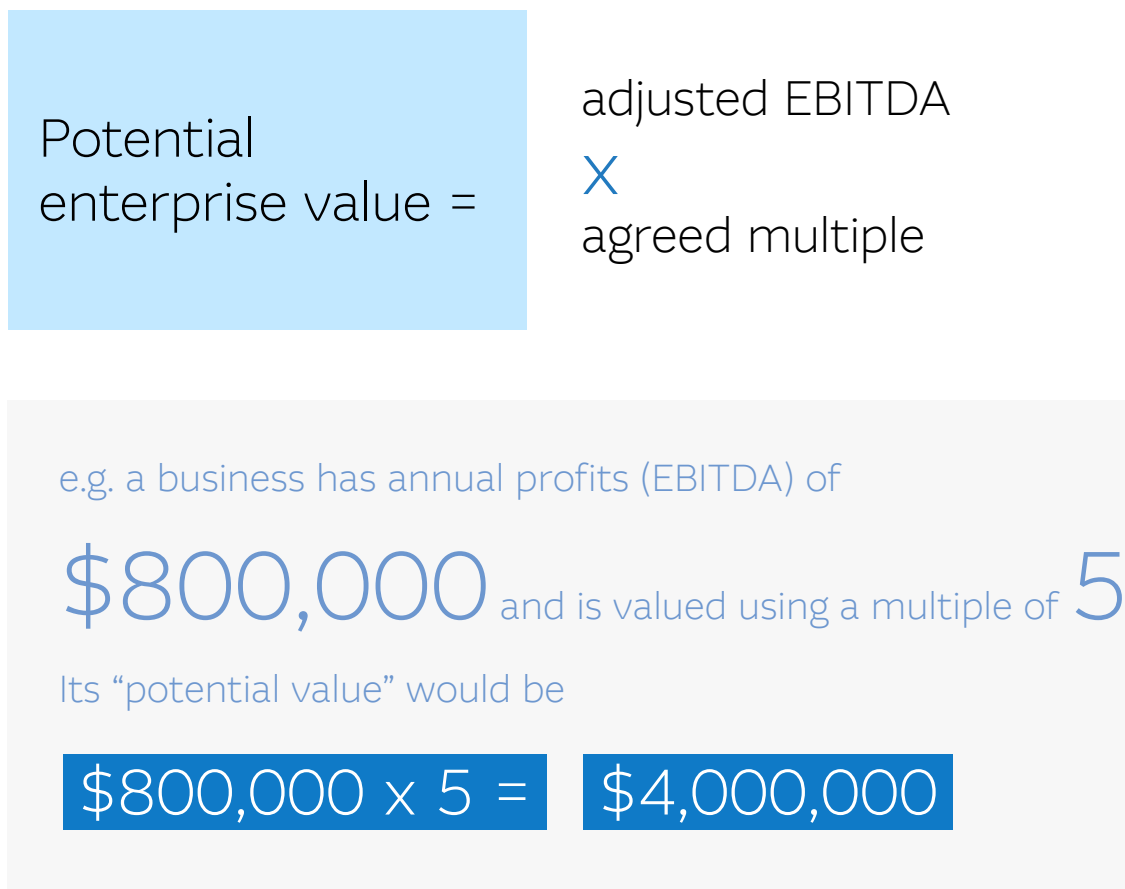 Potential
enterprise value =
adjusted EBITDA
X
agreed multiple
e.g. a business has annual profits (EBITDA) of
$800,000 and is valued using a multiple of 5
Its “potential value” would be
$800,000 x 5 = $4,000,000